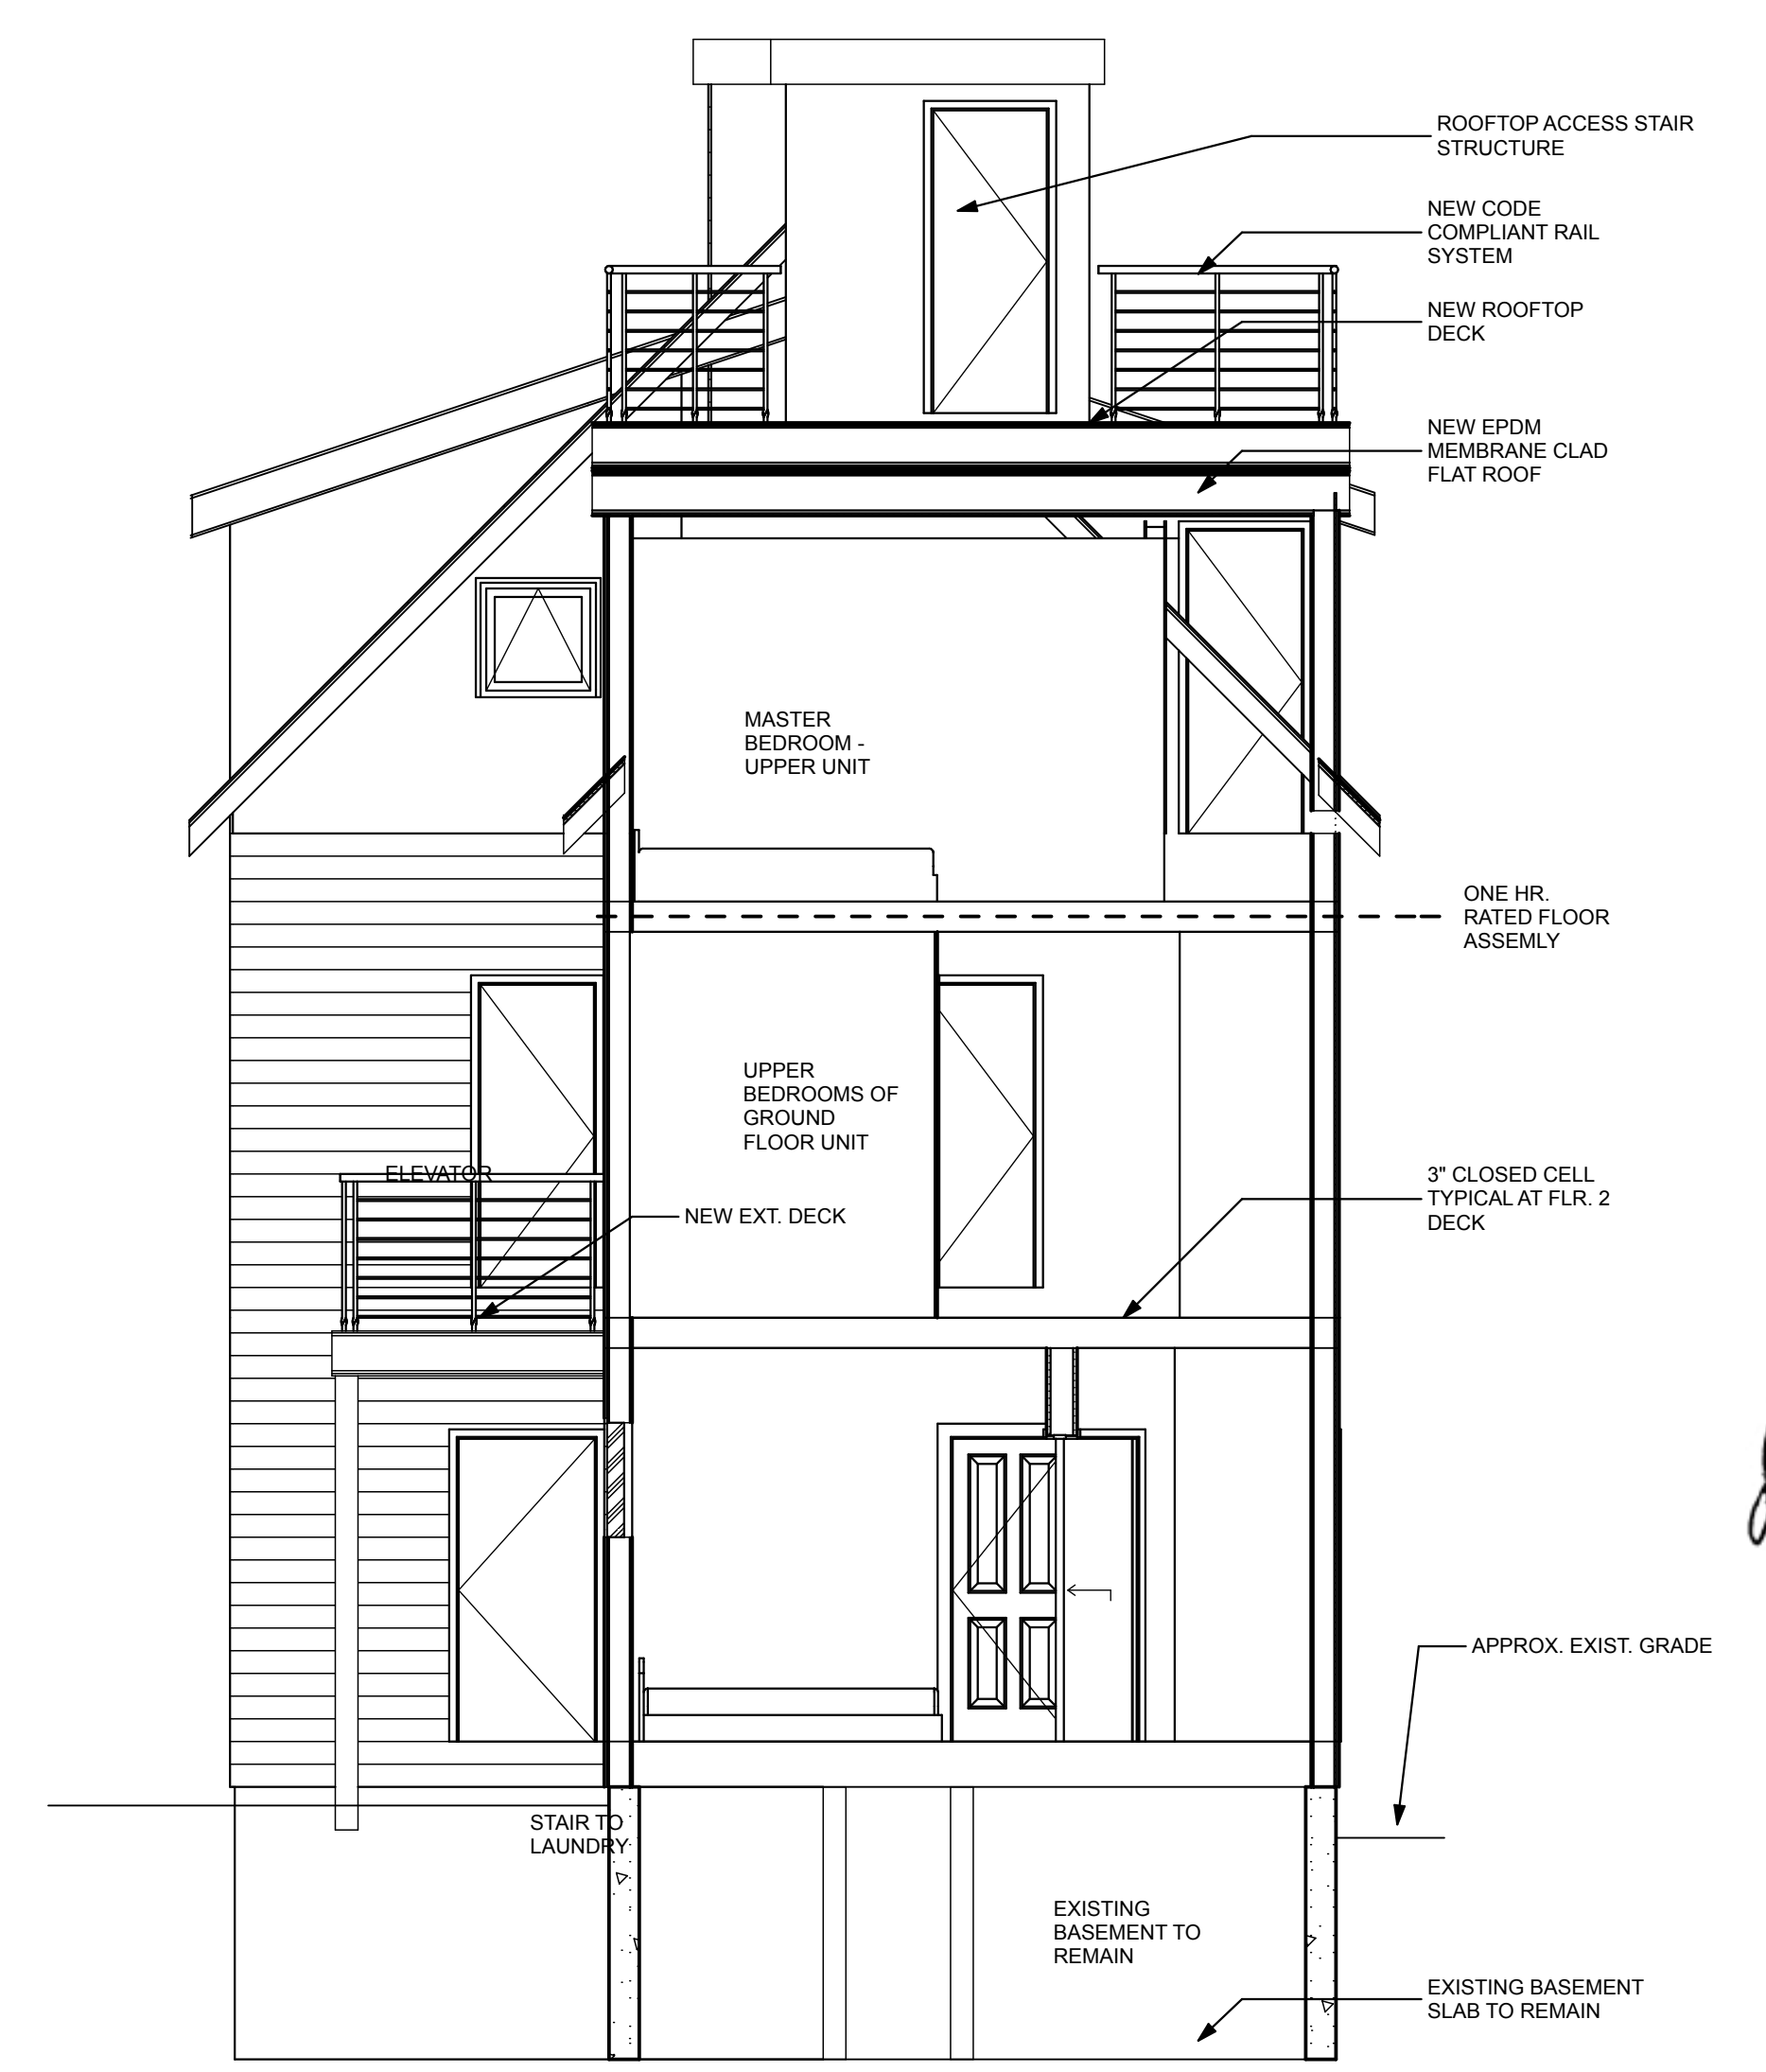 ROOFTOP ACCESS STAIR
STRUCTURE
NEW CODE
COMPLIANT RAIL
SYSTEM
NEW ROOFTOP
DECK
NEW EPDM
MEMBRANE CLAD
FLAT ROOF
MASTER
BEDROOM -
UPPER UNIT
ONE HR.
RATED FLOOR
ASSEMLY
UPPER
BEDROOMS OF
GROUND
FLOOR UNIT
ELEVATOR
NEW EXT. DECK
3" CLOSED CELL
TYPICAL AT FLR. 2
DECK
APPROX. EXIST. GRADE
STAIR TO
LAUNDRY
EXISTING
BASEMENT TO
REMAIN
EXISTING BASEMENT
SLAB TO REMAIN